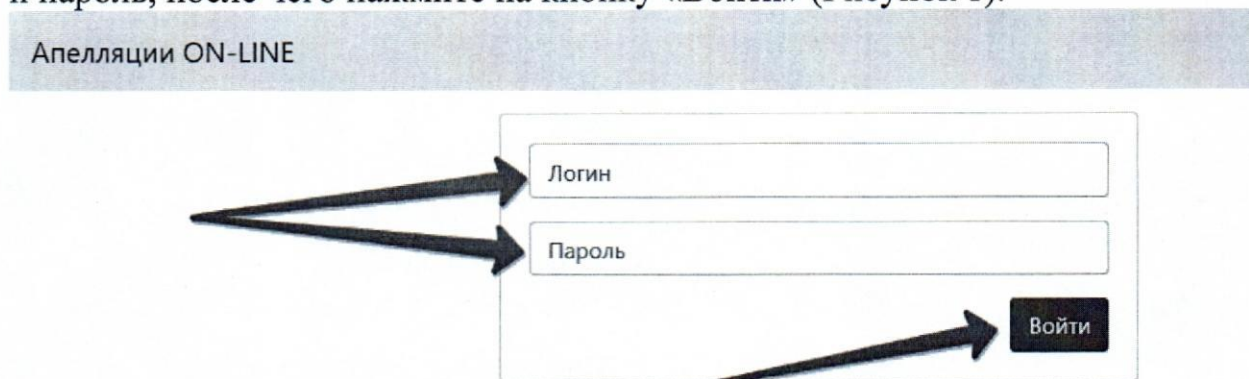 и пароль, после чего нажмите на кнопку «Войти» (Рисунок 1).
Апелляции ON-LINE
Логин
Пароль
Войти